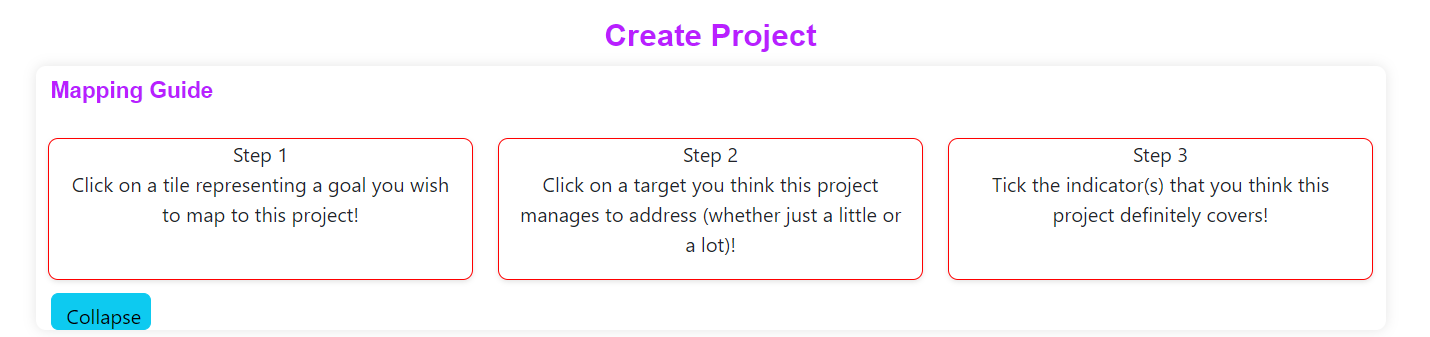 Create Project
Mapping Guide
Step 1
Click on a tile representing a goal you wish
to map to this project!
Step 2
Click on a target you think this project
manages to address (whether just a little or
a lot)!
Step 3
Tick the indicator(s) that you think this
project definitely covers!
Collapse